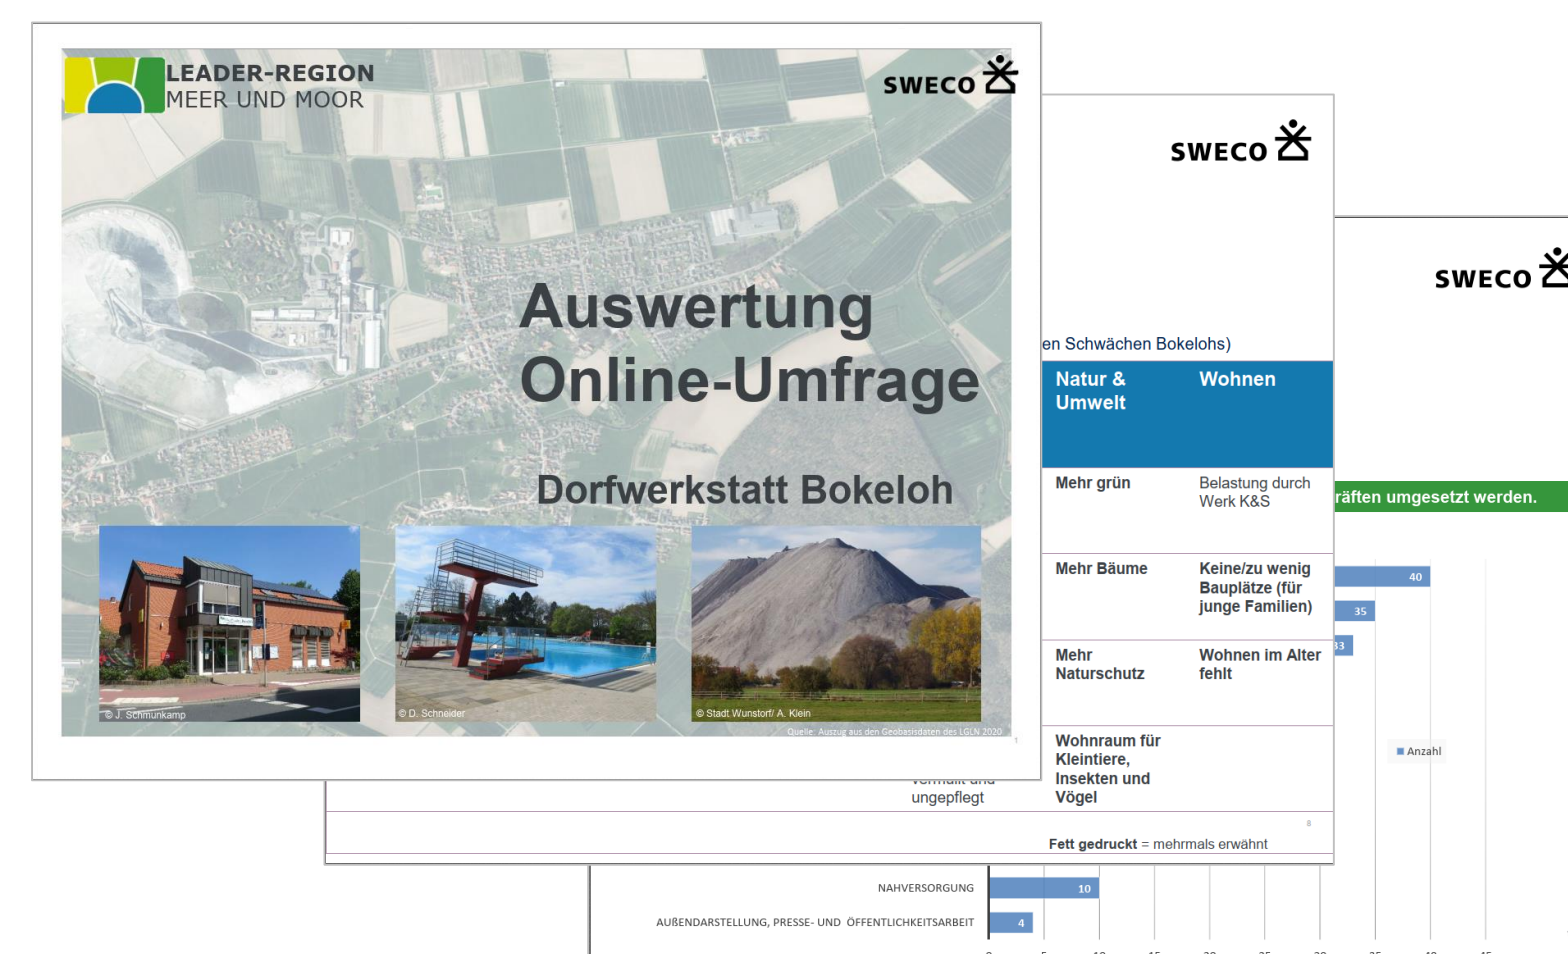 LEADER-REGION
MEER UND MOOR
SWECO
Auswertung
Online-Umfrage
Dorfwerkstatt Bokeloh
© J. Schmunkamp
© D. Schneider
© Stadt Wunstorf/ A. Klein
Quelle: Auszug aus den Geobasisdaten des LGLN 2020
1
SWECO
en Schwächen Bokelohs)
Natur &
Umwelt
Wohnen
Mehr grün
Belastung durch
Werk K&S
Mehr Bäume
Keine/zu wenig
Bauplätze (für
junge Familien)
Mehr
Naturschutz
Wohnen im Alter
fehlt
Wohnraum für
Kleintiere,
Insekten und
Vögel
ungepflegt
8
Fett gedruckt = mehrmals erwähnt
SWECO
räften umgesetzt werden.
40
35
33
Anzahl
NAHVERSORGUNG
10
AUßENDARSTELLUNG, PRESSE- UND ÖFFENTLICHKEITSARBEIT
4